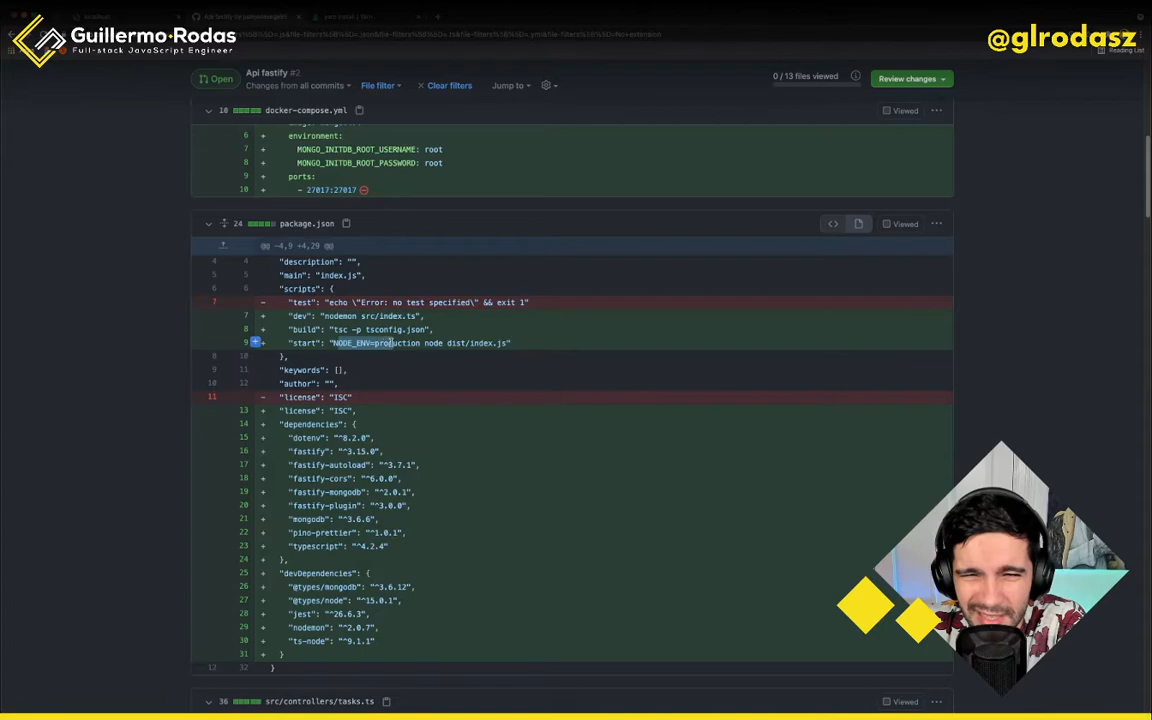 Guillermo Rodas
Full-stack JavaScript Engineer
@glrodasz
Reading List
Open
Api fastify #2
Changes from all commits
File filter
Clear filters
Jump to
0 / 13 files viewed
Review changes
10 docker-compose.yml
Viewed
6 + environment:
7 + MONGO_INITDB_ROOT_USERNAME: root
8 + MONGO_INITDB_ROOT_PASSWORD: root
9 + ports:
10 + - 27017:27017
24 package.json
Viewed
@@ -4,9 +4,29 @@
4 4 "description": "",
5 5 "main": "index.js",
6 6 "scripts": {
7 - "test": "echo \"Error: no test specified\" && exit 1"
7 + "dev": "nodemon src/index.ts",
8 + "build": "tsc -p tsconfig.json",
9 + "start": "NODE_ENV=production node dist/index.js"
8 10 },
9 11 "keywords": [],
10 12 "author": "",
11 - "license": "ISC"
13 + "license": "ISC",
14 + "dependencies": {
15 + "dotenv": "^8.2.0",
16 + "fastify": "^3.15.0",
17 + "fastify-autoload": "^3.7.1",
18 + "fastify-cors": "^6.0.0",
19 + "fastify-mongodb": "^2.0.1",
20 + "fastify-plugin": "^3.0.0",
21 + "mongodb": "^3.6.6",
22 + "pino-prettier": "^1.0.1",
23 + "typescript": "^4.2.4"
24 + },
25 + "devDependencies": {
26 + "@types/mongodb": "^3.6.12",
27 + "@types/node": "^15.0.1",
28 + "jest": "^26.6.3",
29 + "nodemon": "^2.0.7",
30 + "ts-node": "^9.1.1"
31 + }
12 32 }
36 src/controllers/tasks.ts
Viewed